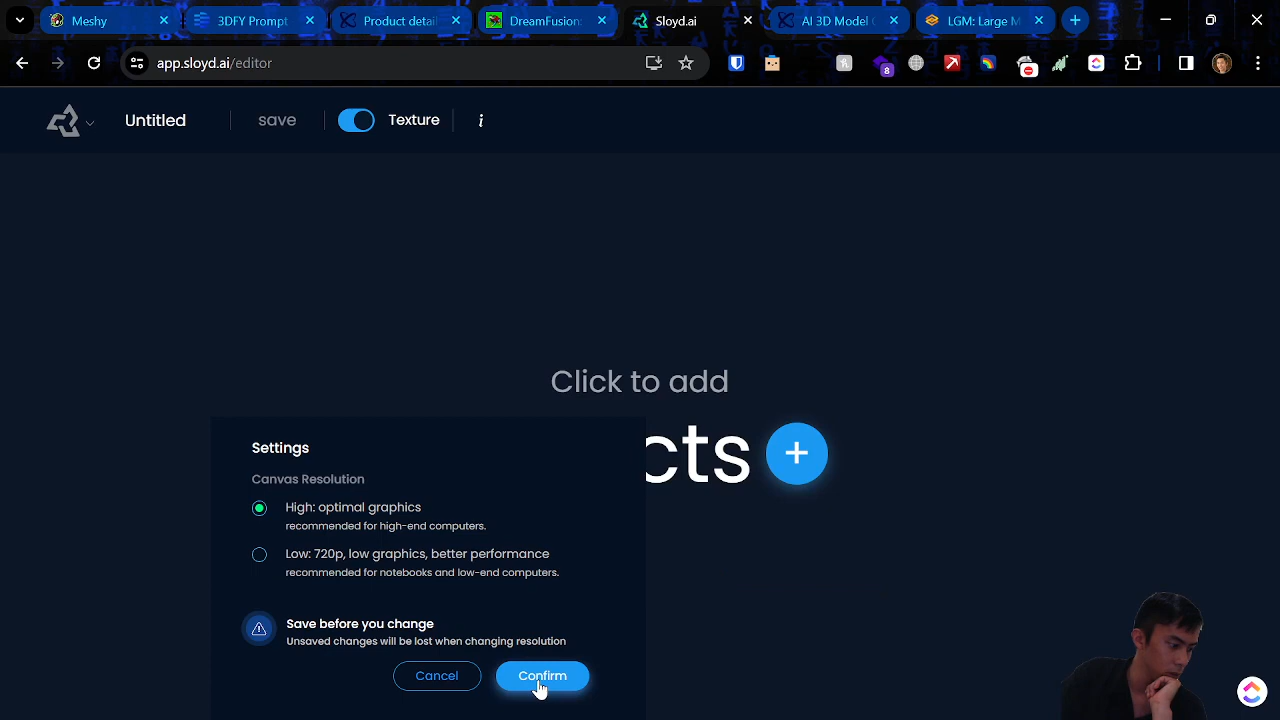 Meshy
3DFY Prompt
Product detai
DreamFusion:
Sloyd.ai
AI 3D Model
LGM: Large M
app.sloyd.ai/editor
8
Untitled
save
Texture
i
Click to add
cts
Settings
Canvas Resolution
High: optimal graphics
recommended for high-end computers.
Low: 720p, low graphics, better performance
recommended for notebooks and low-end computers.
Save before you change
Unsaved changes will be lost when changing resolution
Cancel
Confirm